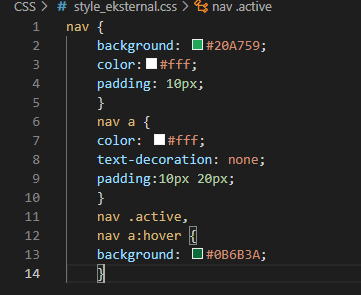 CSS > # style_eksternal.css > nav .active
1 nav {
2 background: #20A759;
3 color: #fff;
4 padding: 10px;
5 }
6 nav a {
7 color: #fff;
8 text-decoration: none;
9 padding:10px 20px;
10 }
11 nav .active,
12 nav a:hover {
13 background: #0B6B3A;
14 }